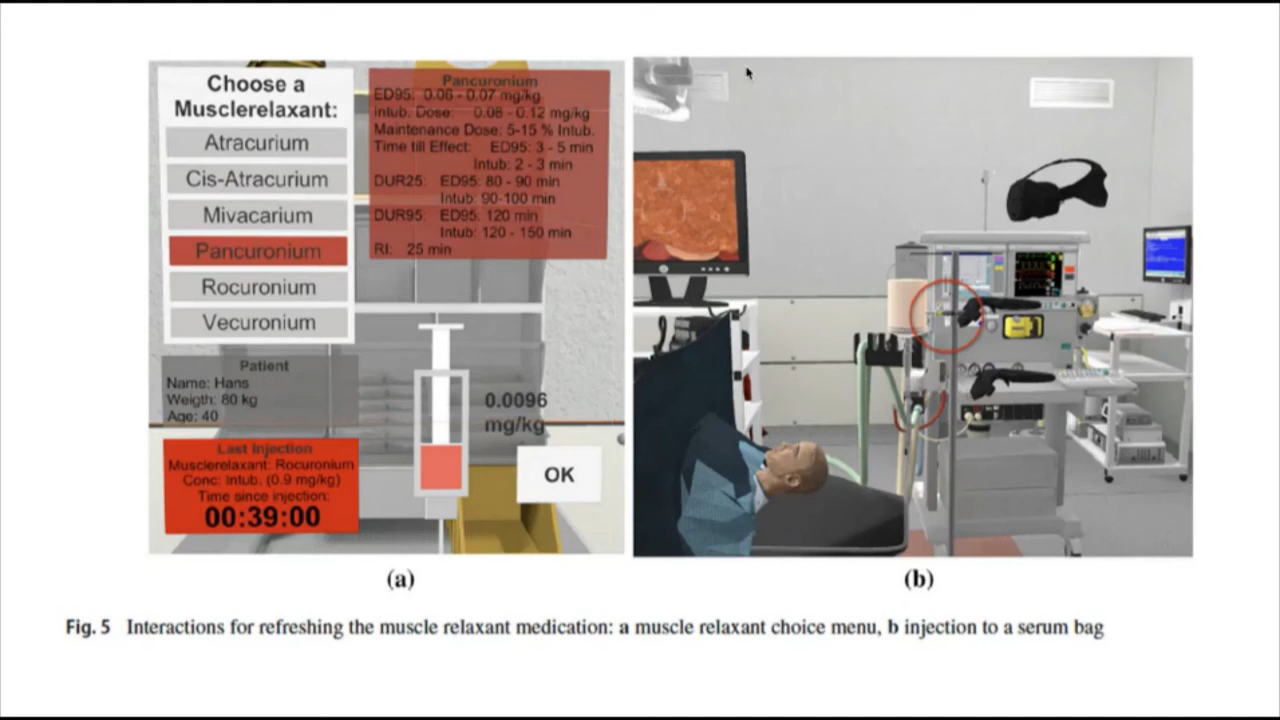 Choose a
Musclerelaxant:
Atracurium
Cis-Atracurium
Mivacarium
Pancuronium
Rocuronium
Vecuronium
Pancuronium
ED95: 0.06 - 0.07 mg/kg
Intub. Dose: 0.08 - 0.12 mg/kg
Maintenance Dose: 5-15 % Intub.
Time till Effect: ED95: 3 - 5 min
Intub: 2 - 3 min
DUR25: ED95: 80 - 90 min
Intub: 90-100 min
DUR95: ED95: 120 min
Intub: 120 - 150 min
RI: 25 min
Patient
Name: Hans
Weigth: 80 kg
Age: 40
Last Injection
Musclerelaxant: Rocuronium
Conc: Intub. (0.9 mg/kg)
Time since injection:
00:39:00
0.0096
mg/kg
OK
(a)
(b)
Fig. 5 Interactions for refreshing the muscle relaxant medication: a muscle relaxant choice menu, b injection to a serum bag